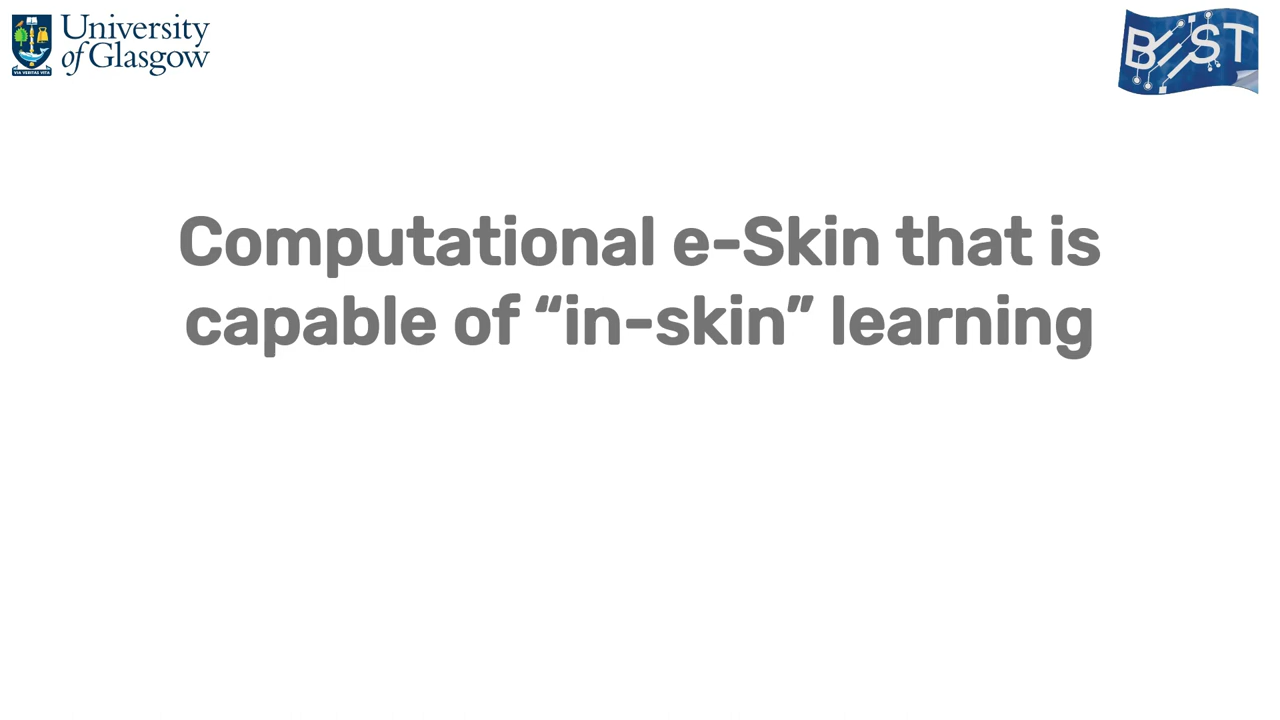 University
of Glasgow
VIA VERITAS VITA
BEST
Computational e-Skin that is
capable of “in-skin” learning